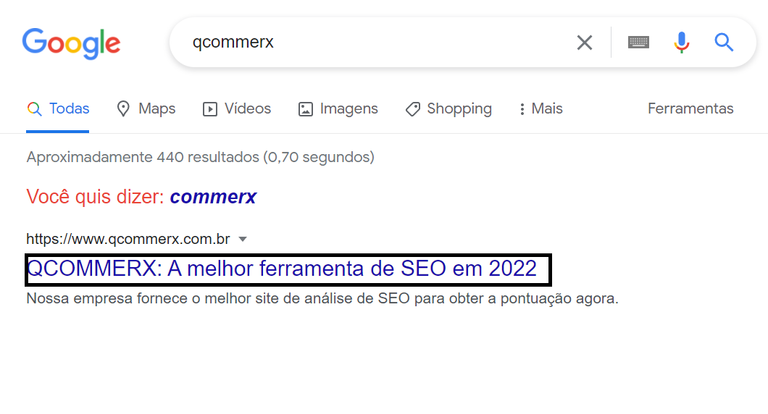 Google
qcommerx
Todas Maps Vídeos Imagens Shopping Mais Ferramentas
Aproximadamente 440 resultados (0,70 segundos)
Você quis dizer: commerx
https://www.qcommerx.com.br
QCOMMERX: A melhor ferramenta de SEO em 2022
Nossa empresa fornece o melhor site de análise de SEO para obter a pontuação agora.